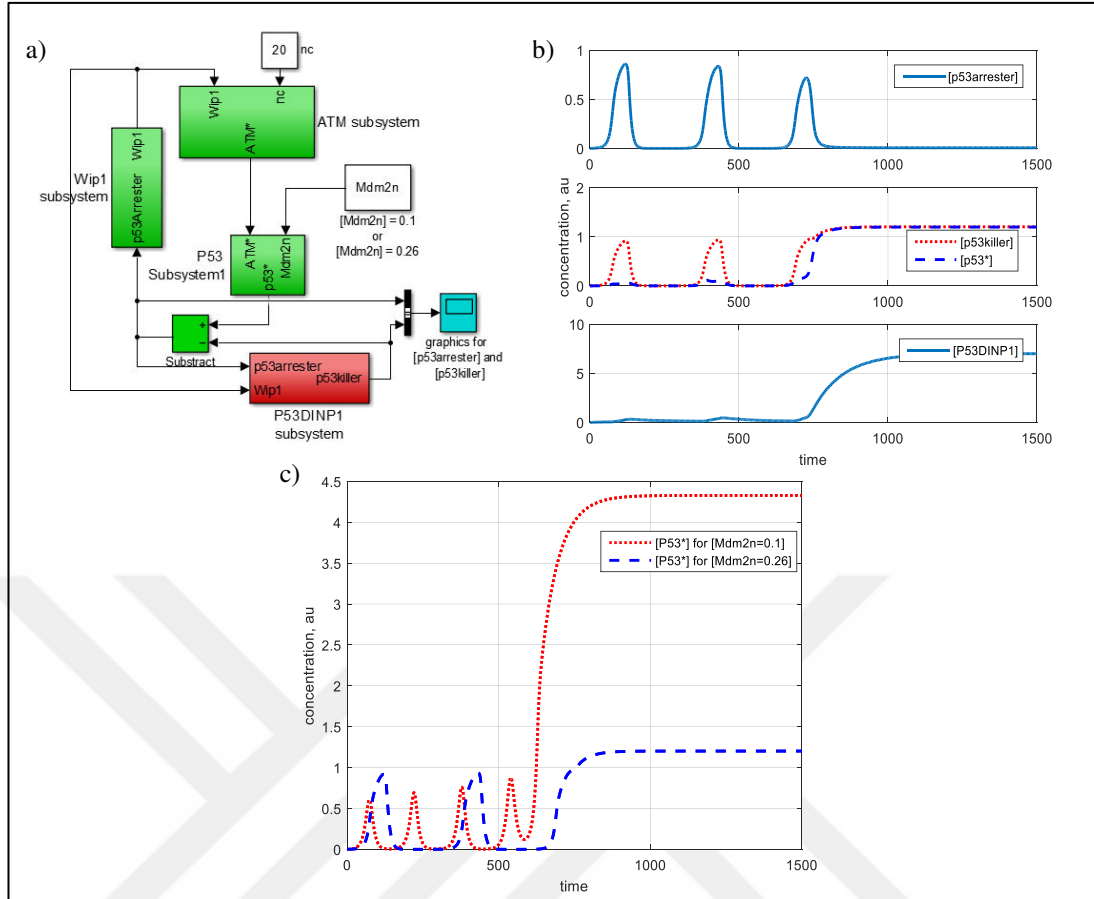 a)
20
nc
Wip1
nc
ATM subsystem
ATM*
Wip1
p53Arrester
Wip1
subsystem
Mdm2n
[Mdm2n] = 0.1
or
[Mdm2n] = 0.26
ATM*
Mdm2n
p53*
P53
Subsystem1
+
−
Substract
graphics for
[p53arrester] and
[p53killer]
p53arrester
p53killer
Wip1
P53DINP1
subsystem
b)
1
0.5
0
0
500
1000
1500
[p53arrester]
2
1
0
0
500
1000
1500
concentration, au
[p53killer]
[p53*]
10
5
0
0
500
1000
1500
[P53DINP1]
time
c)
4.5
4
3.5
3
2.5
2
1.5
1
0.5
0
0
500
1000
1500
concentration, au
[P53*] for [Mdm2n=0.1]
[P53*] for [Mdm2n=0.26]
time